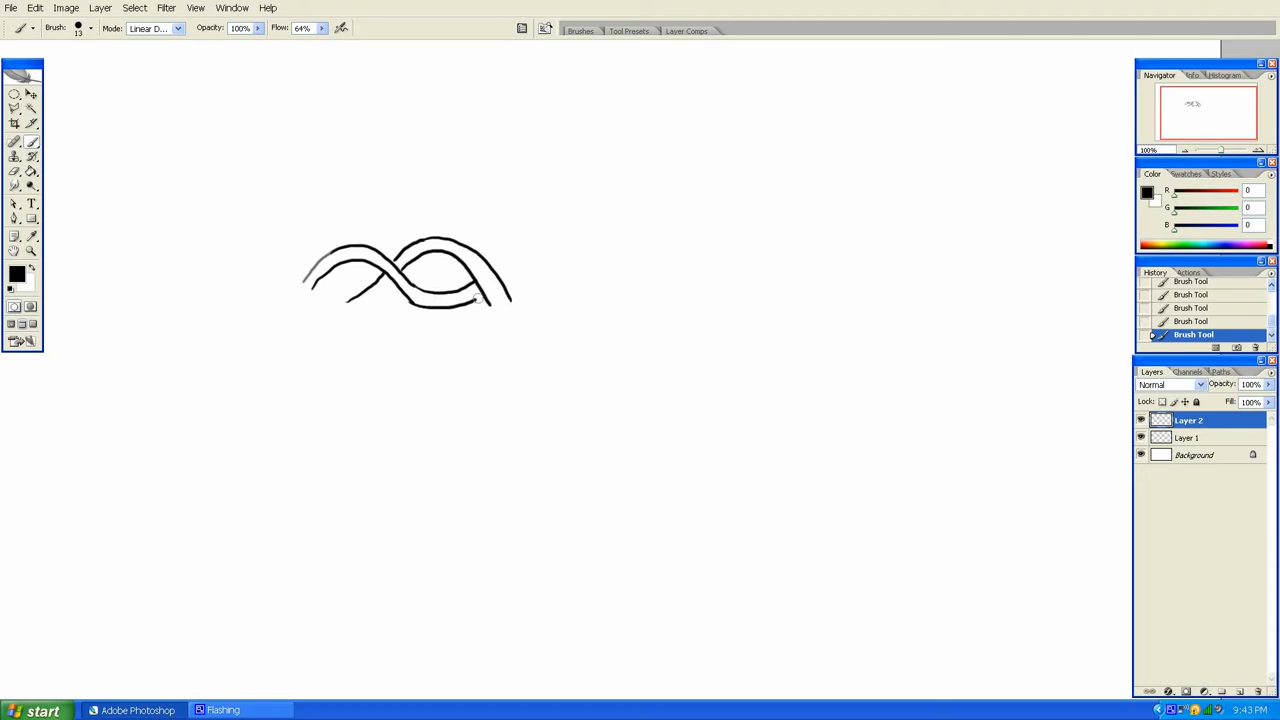 File Edit Image Layer Select Filter View Window Help
Brush: 13 Mode: Linear D... Opacity: 100% Flow: 64% Brushes Tool Presets Layer Comps
Navigator Info Histogram
100%
Color Swatches Styles
R 0
G 0
B 0
History Actions
Brush Tool
Brush Tool
Brush Tool
Brush Tool
Brush Tool
Layers Channels Paths
Normal Opacity: 100%
Lock: Fill: 100%
Layer 2
Layer 1
Background
start Adobe Photoshop Flashing 9:43 PM